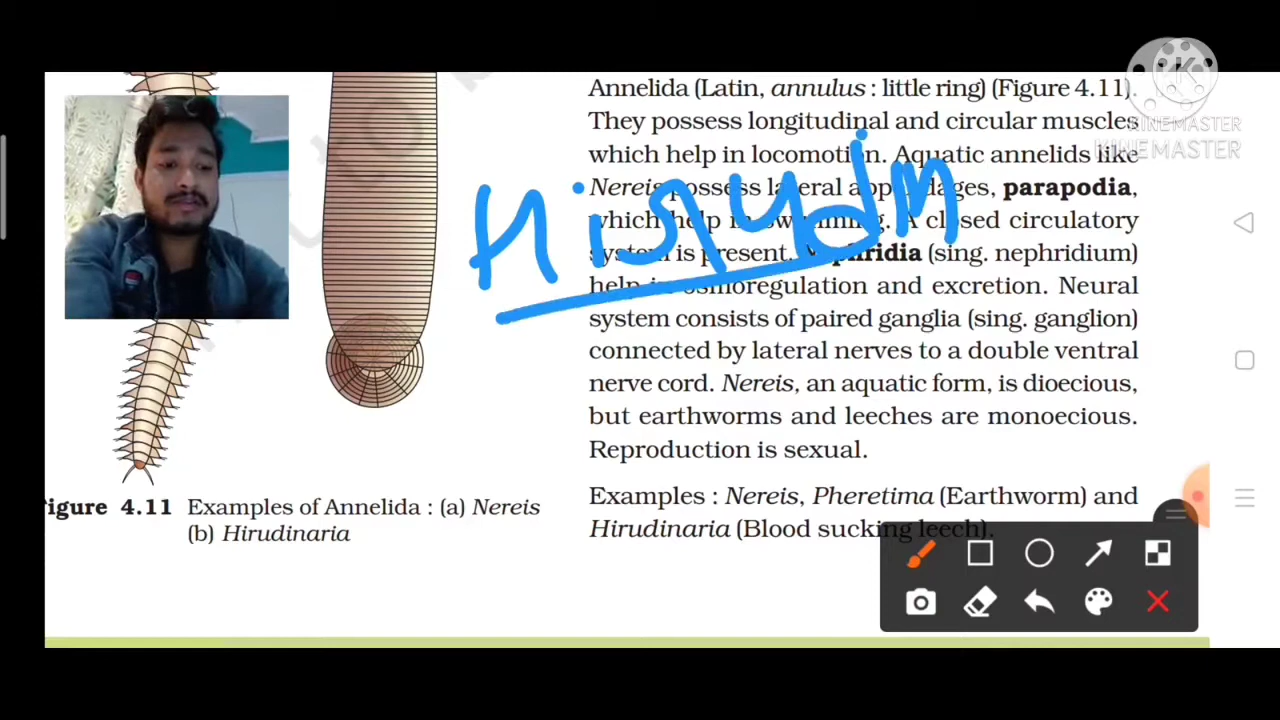 KINEMASTER
KINEMASTER
Annelida (Latin, annulus : little ring) (Figure 4.11).
They possess longitudinal and circular muscles
which help in locomotion. Aquatic annelids like
Nereis possess lateral appendages, parapodia,
which help in swimming. A closed circulatory
system is present. Nephridia (sing. nephridium)
help in osmoregulation and excretion. Neural
system consists of paired ganglia (sing. ganglion)
connected by lateral nerves to a double ventral
nerve cord. Nereis, an aquatic form, is dioecious,
but earthworms and leeches are monoecious.
Reproduction is sexual.
Examples : Nereis, Pheretima (Earthworm) and
Hirudinaria (Blood sucking leech).
igure 4.11 Examples of Annelida : (a) Nereis
(b) Hirudinaria